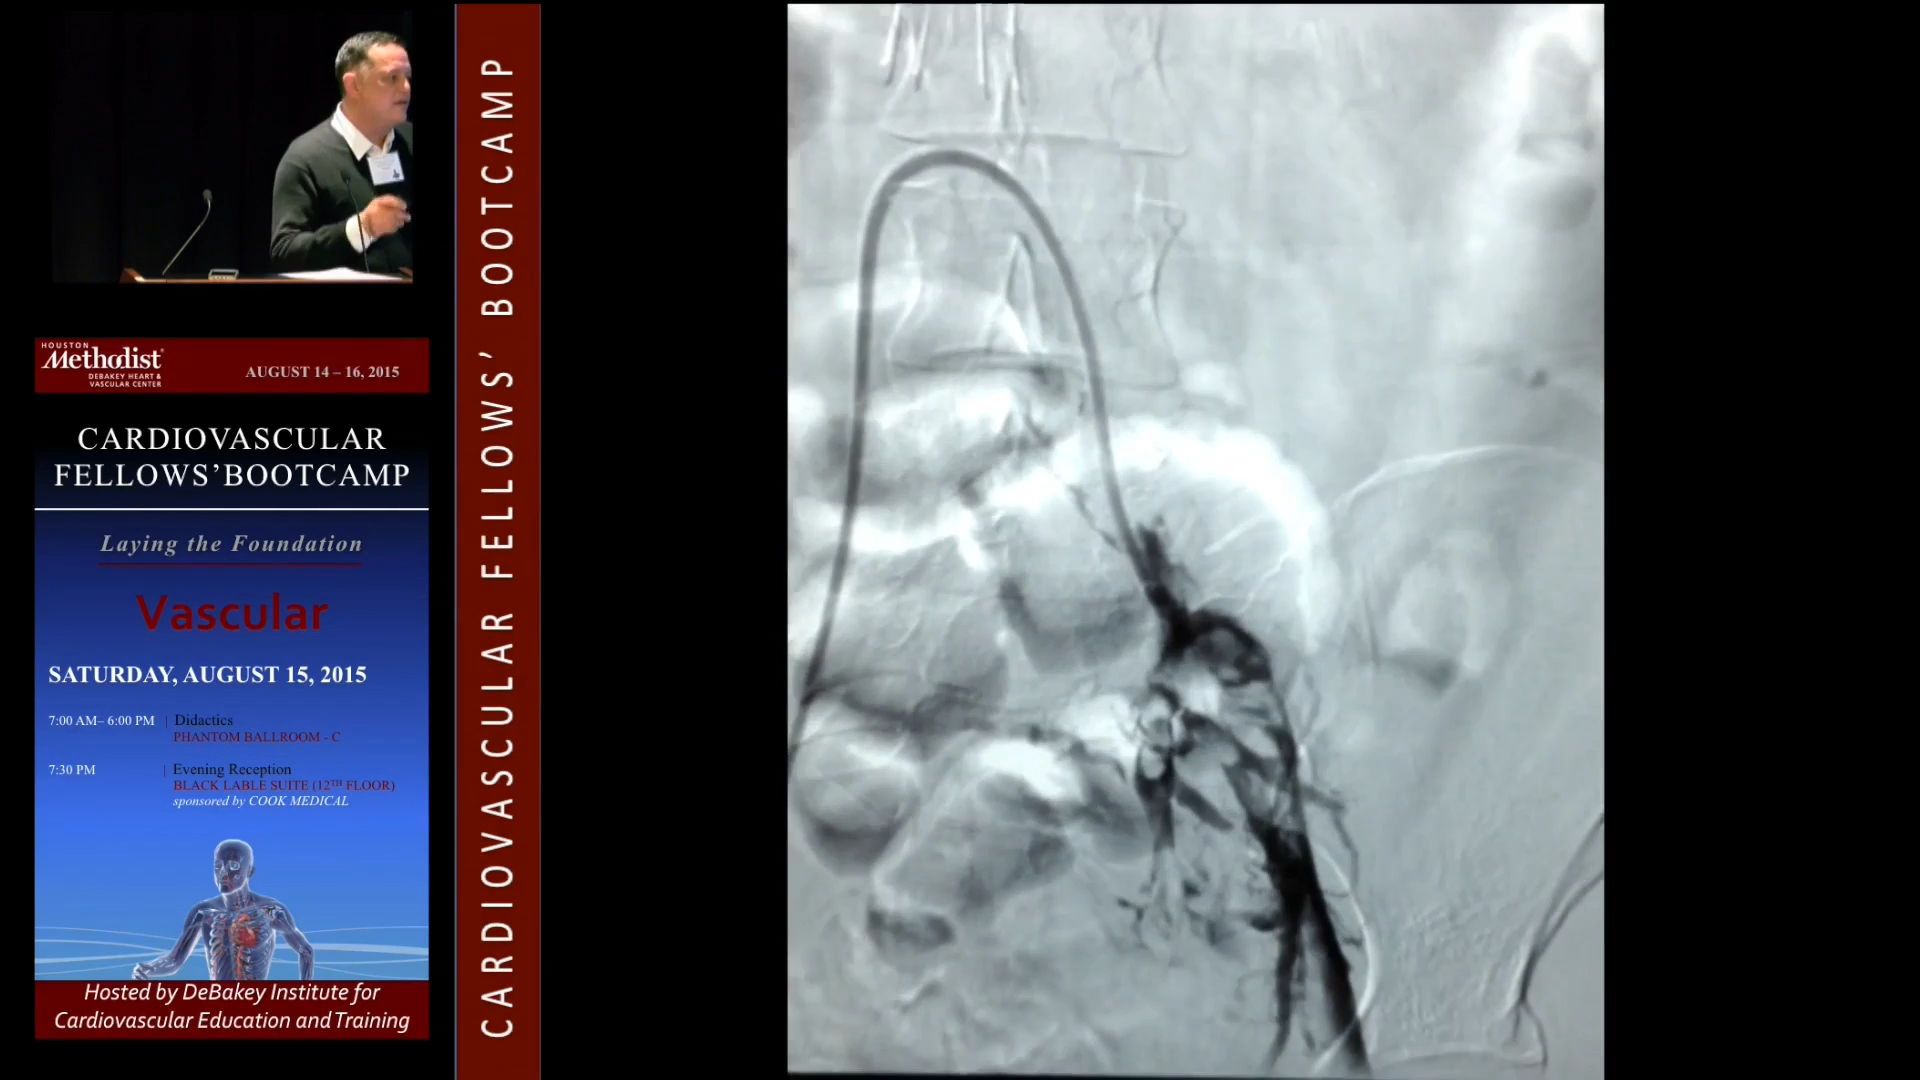 HOUSTON
Methodist
DEBAKEY HEART &
VASCULAR CENTER
AUGUST 14 – 16, 2015
CARDIOVASCULAR
FELLOWS’BOOTCAMP
Laying the Foundation
Vascular
SATURDAY, AUGUST 15, 2015
7:00 AM– 6:00 PM | Didactics
PHANTOM BALLROOM - C
7:30 PM | Evening Reception
BLACK LABLE SUITE (12TH FLOOR)
sponsored by COOK MEDICAL
Hosted by DeBakey Institute for
Cardiovascular Education and Training
CARDIOVASCULAR FELLOWS’ BOOTCAMP